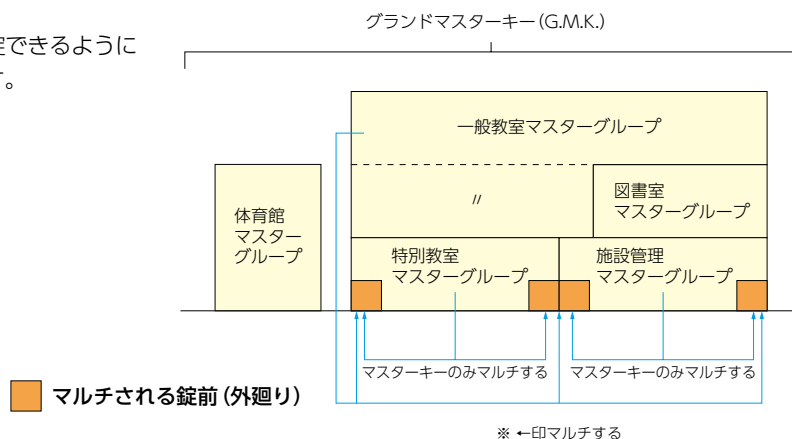 グランドマスターキー(G.M.K.)
定できるように
す。
一般教室マスターグループ
〃
図書室
マスターグループ
体育館
マスター
グループ
特別教室
マスターグループ
施設管理
マスターグループ
マスターキーのみマルチする
マスターキーのみマルチする
マルチされる錠前(外廻り)
※ ←印マルチする